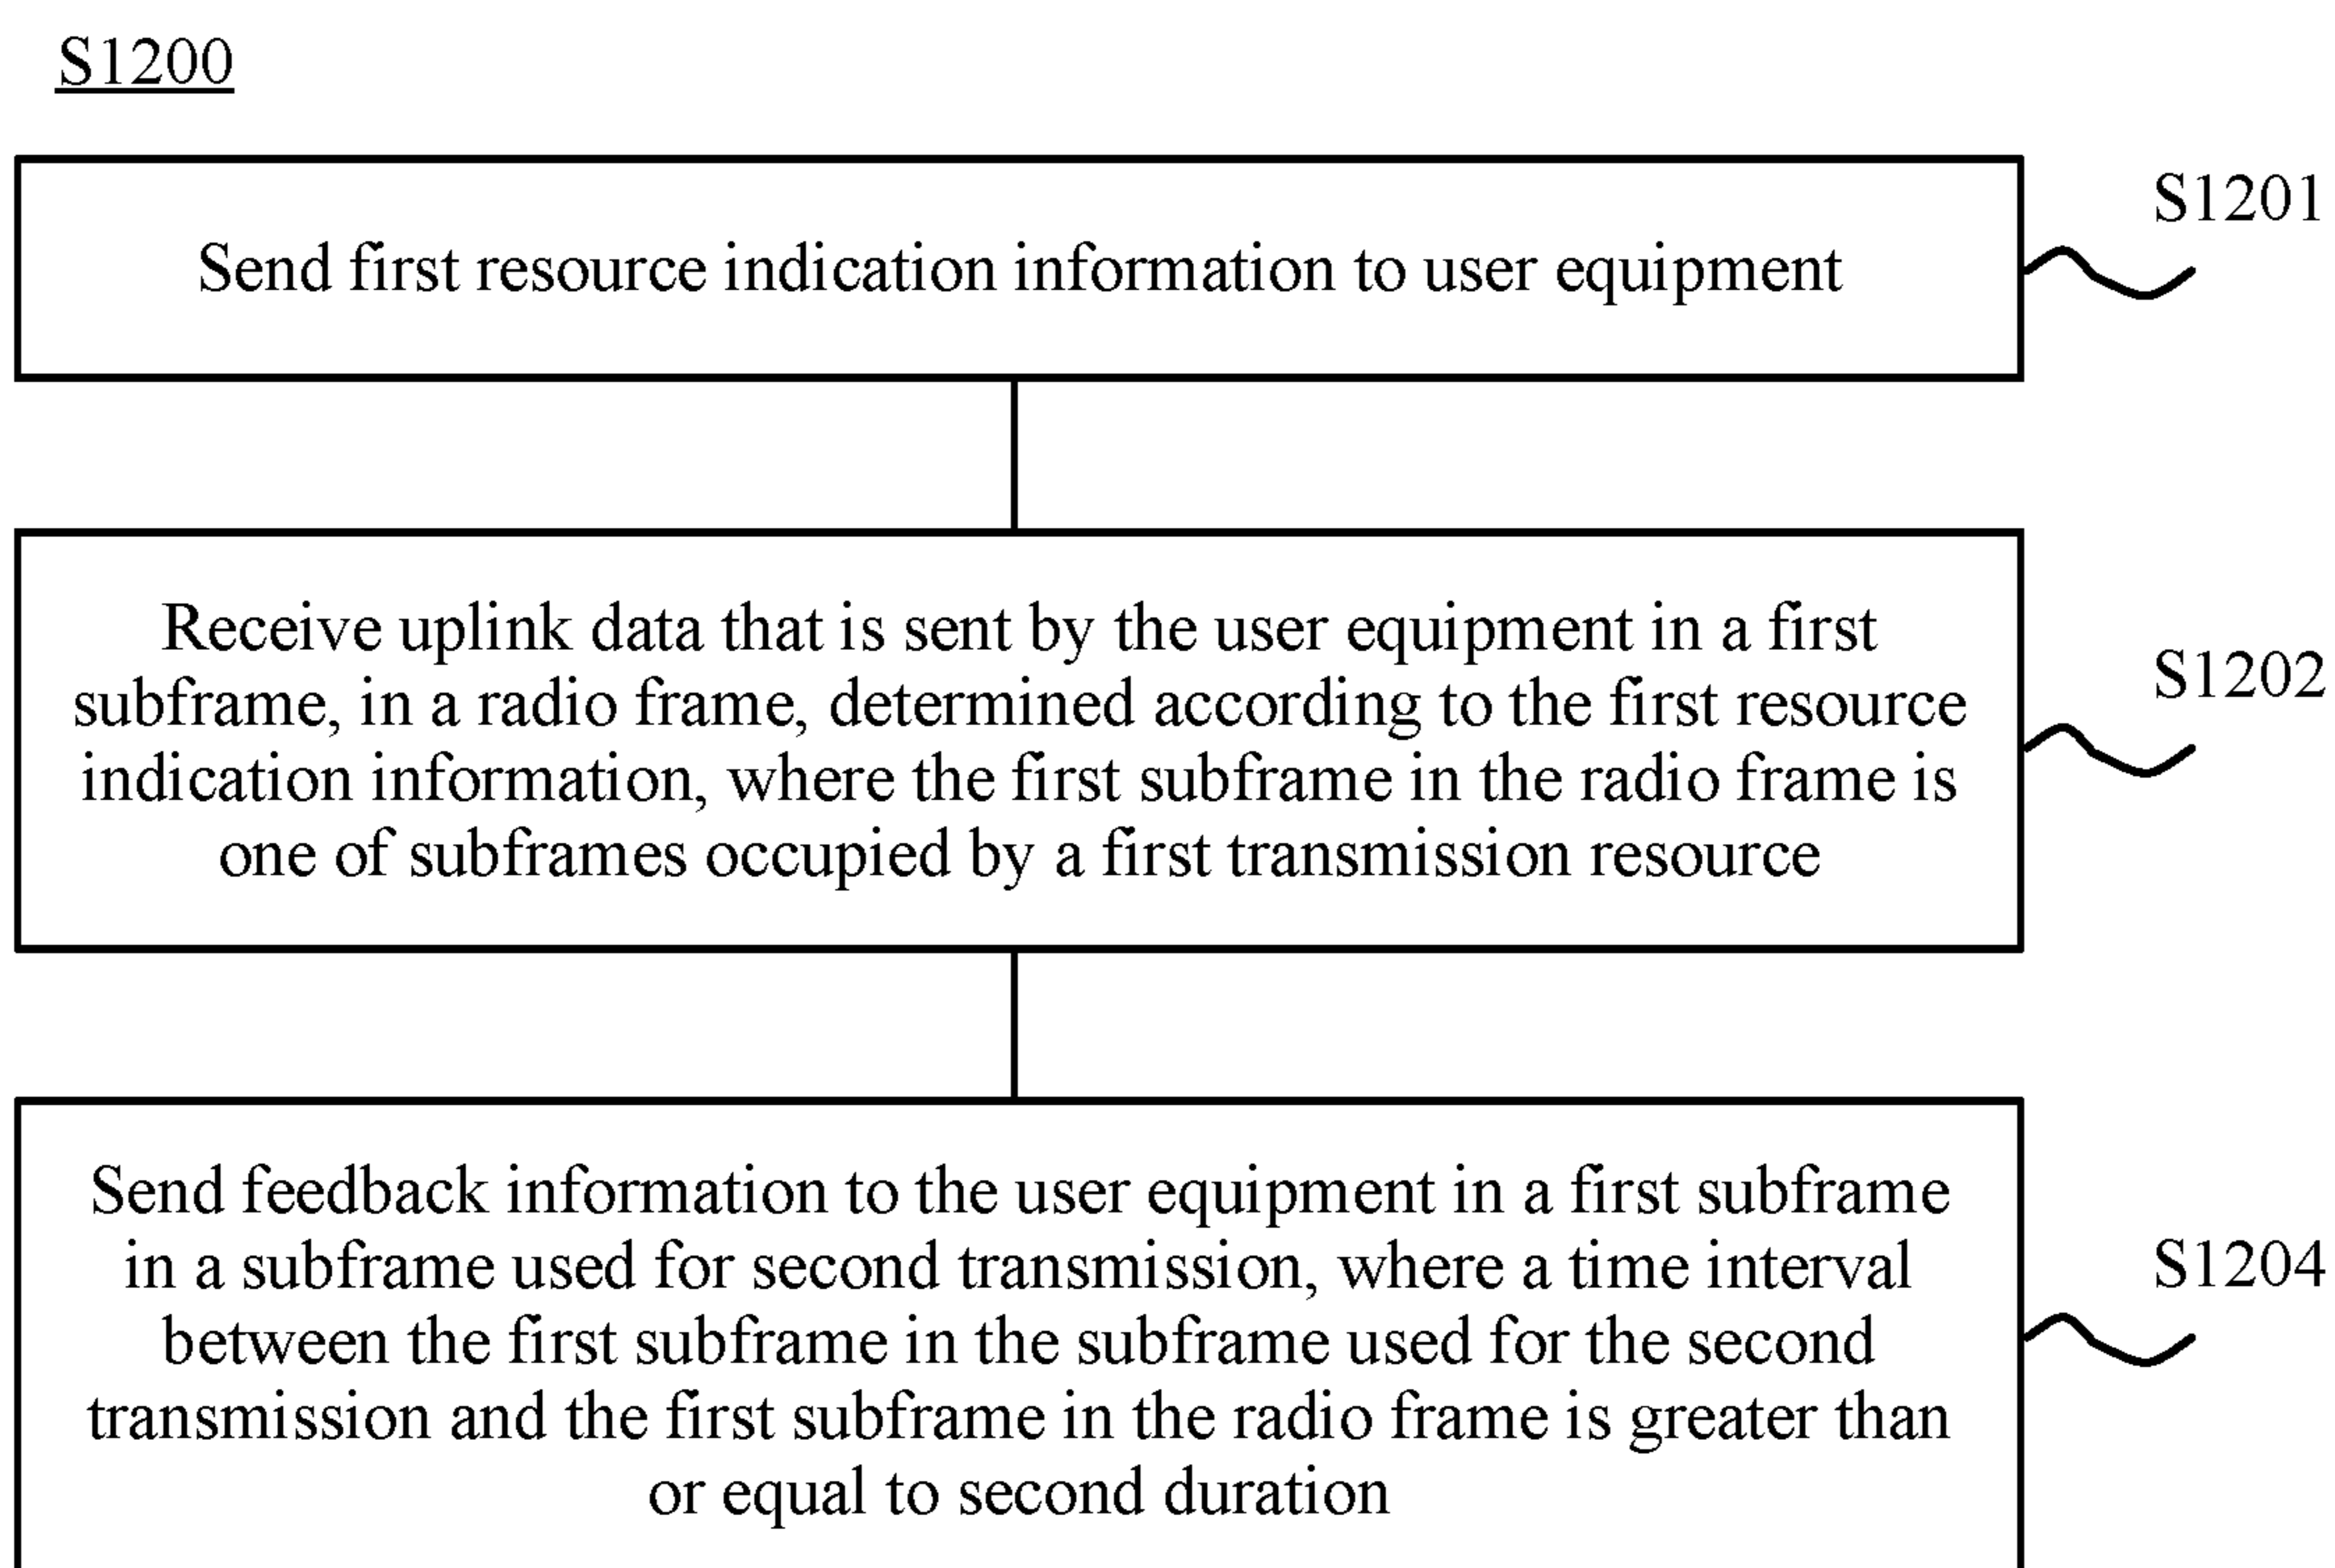 S1200
S1201
Send first resource indication information to user equipment
Receive uplink data that is sent by the user equipment in a first
subframe, in a radio frame, determined according to the first resource
indication information, where the first subframe in the radio frame is
one of subframes occupied by a first transmission resource
S1202
Send feedback information to the user equipment in a first subframe
in a subframe used for second transmission, where a time interval
between the first subframe in the subframe used for the second
transmission and the first subframe in the radio frame is greater than
or equal to second duration
S1204